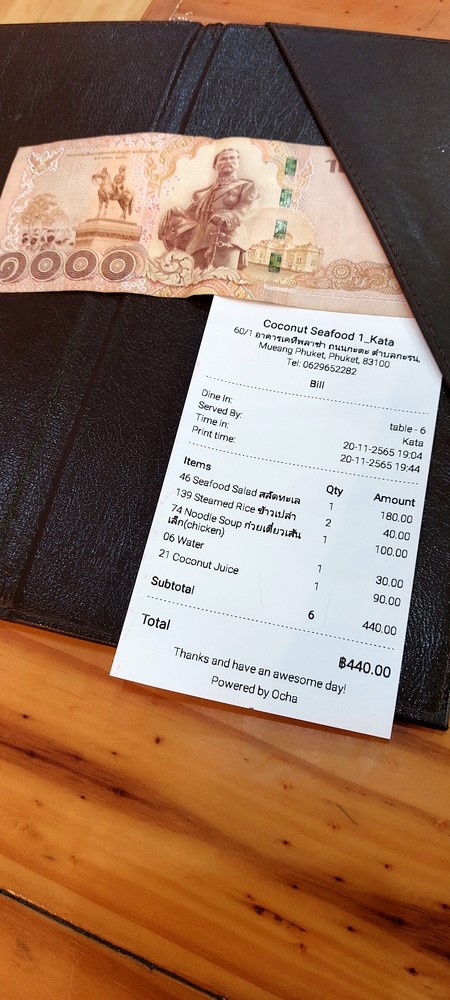 ๑๐๐๐
Coconut Seafood 1_Kata
60/1 อาคารเคทีพลาซ่า ถนนกะตะ ตำบลกะรน,
Mueang Phuket, Phuket, 83100
Tel: 0629652282
Bill
Dine In: table - 6
Served By: Kata
Time in: 20-11-2565 19:04
Print time: 20-11-2565 19:44
Items Qty Amount
46 Seafood Salad สลัดทะเล 1 180.00
139 Steamed Rice ข้าวเปล่า 2 40.00
74 Noodle Soup ก๋วยเตี๋ยวเส้น 1 100.00
เล็ก(chicken)
06 Water 1 30.00
21 Coconut Juice 1 90.00
Subtotal 6 440.00
Total ฿440.00
Thanks and have an awesome day!
Powered by Ocha